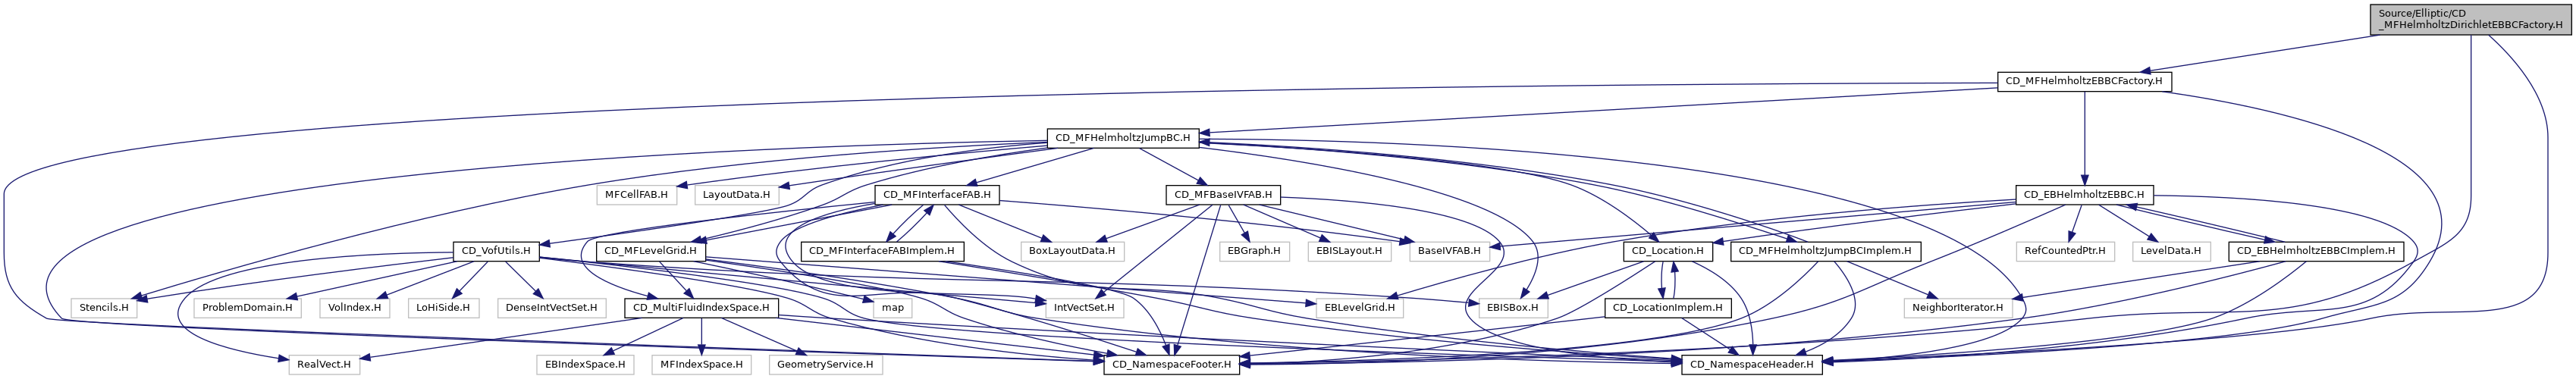 Source/Elliptic/CD
_MFHelmholtzDirichletEBBCFactory.H
CD_MFHelmholtzEBBCFactory.H
CD_MFHelmholtzJumpBC.H
MFCellFAB.H
LayoutData.H
CD_MFInterfaceFAB.H
CD_MFBaseIVFAB.H
CD_EBHelmholtzEBBC.H
CD_VofUtils.H
CD_MFLevelGrid.H
CD_MFInterfaceFABImplem.H
BoxLayoutData.H
EBGraph.H
EBISLayout.H
BaseIVFAB.H
CD_Location.H
CD_MFHelmholtzJumpBCImplem.H
RefCountedPtr.H
LevelData.H
CD_EBHelmholtzEBBCImplem.H
Stencils.H
ProblemDomain.H
VolIndex.H
LoHiSide.H
DenseIntVectSet.H
CD_MultiFluidIndexSpace.H
map
IntVectSet.H
EBLevelGrid.H
EBISBox.H
CD_LocationImplem.H
NeighborIterator.H
RealVect.H
EBIndexSpace.H
MFIndexSpace.H
GeometryService.H
CD_NamespaceFooter.H
CD_NamespaceHeader.H